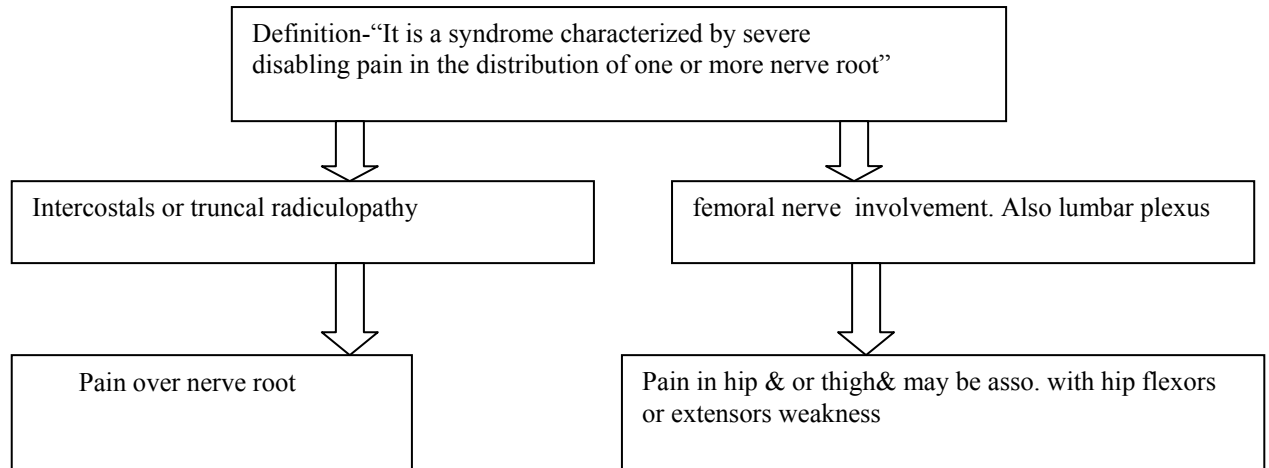 Definition-“It is a syndrome characterized by severe
disabling pain in the distribution of one or more nerve root”
Intercostals or truncal radiculopathy
femoral nerve  involvement. Also lumbar plexus
Pain over nerve root
Pain in hip & or thigh& may be asso. with hip flexors
or extensors weakness